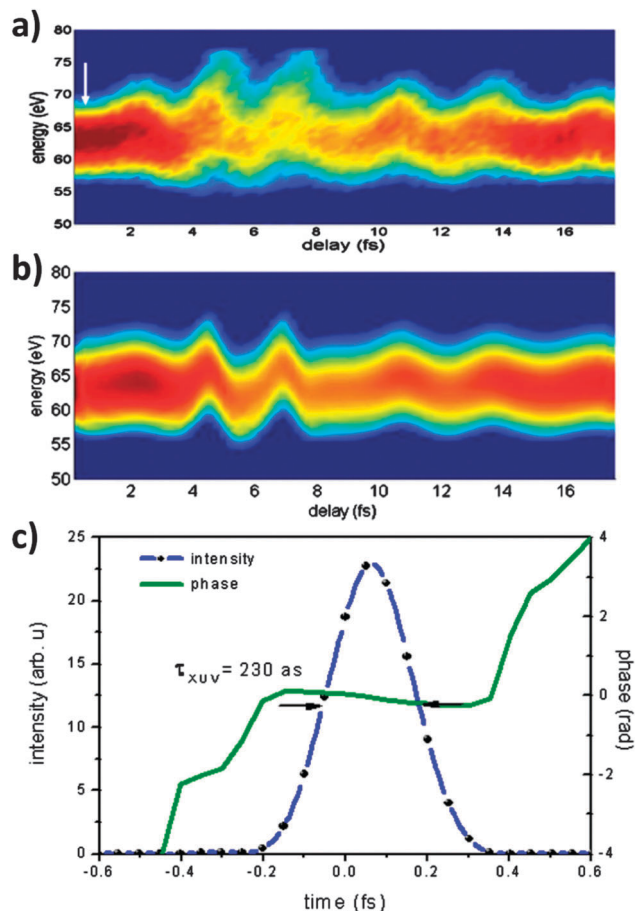 a)
80
75
70
65
60
55
50
energy (eV)
2 4 6 8 10 12 14 16
delay (fs)
b)
80
75
70
65
60
55
50
energy (eV)
2 4 6 8 10 12 14 16
delay (fs)
c)
25
20
15
10
5
0
intensity (arb. u)
intensity
phase
τXUV= 230 as
4
2
0
-2
-4
phase (rad)
-0.6 -0.4 -0.2 0.0 0.2 0.4 0.6
time (fs)